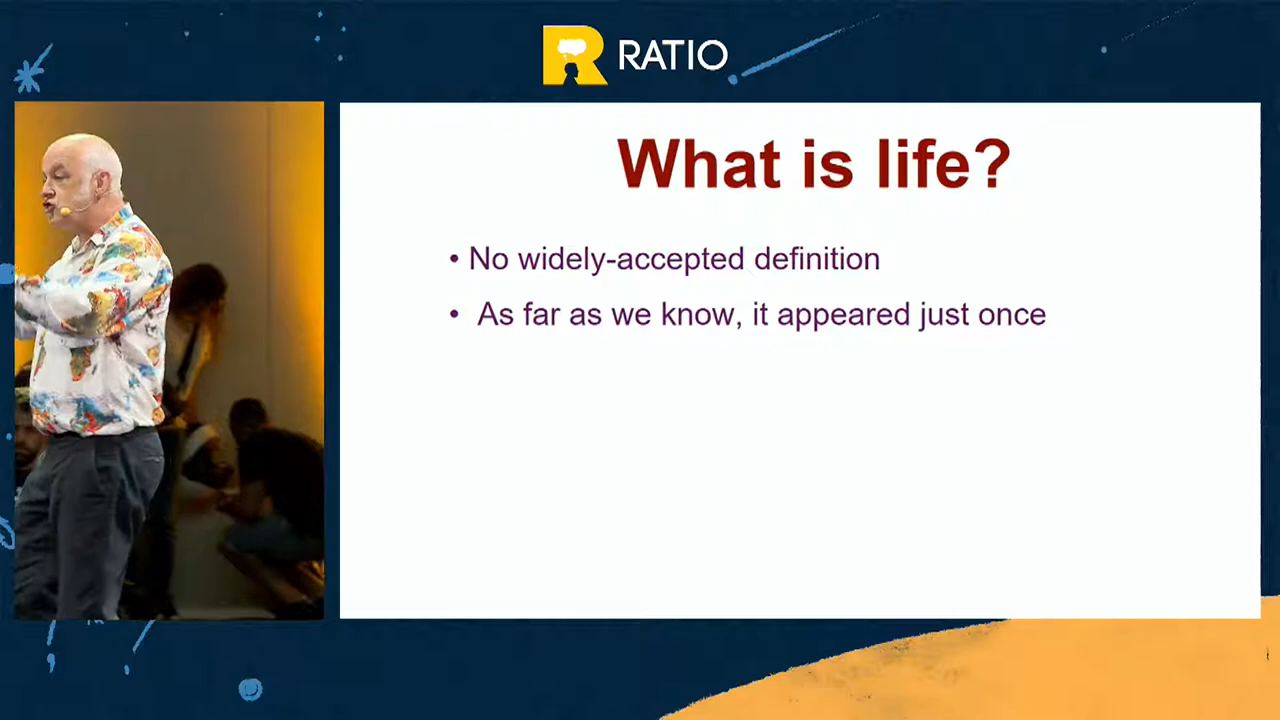 RATIO
What is life?
• No widely-accepted definition
• As far as we know, it appeared just once